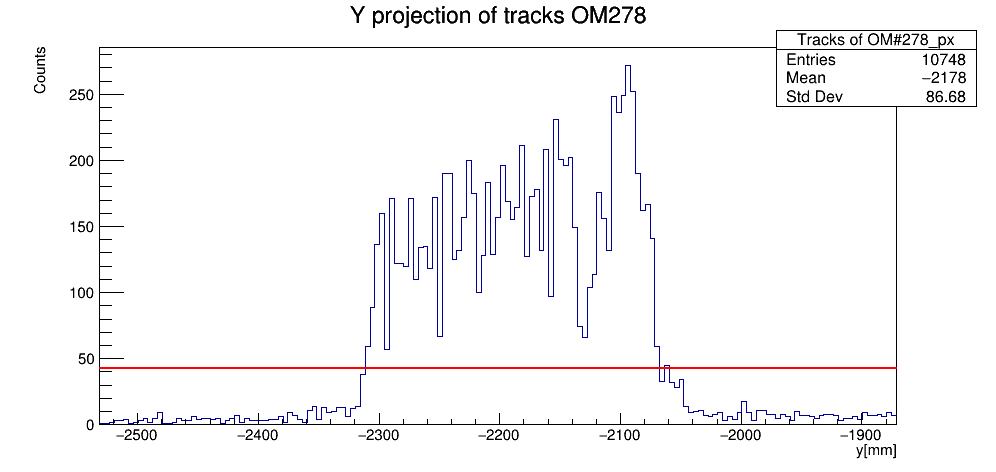 Y projection of tracks OM278
Tracks of OM#278_px
Entries 10748
Mean −2178
Std Dev 86.68
Counts
250
200
150
100
50
0
−2500 −2400 −2300 −2200 −2100 −2000 −1900
y[mm]